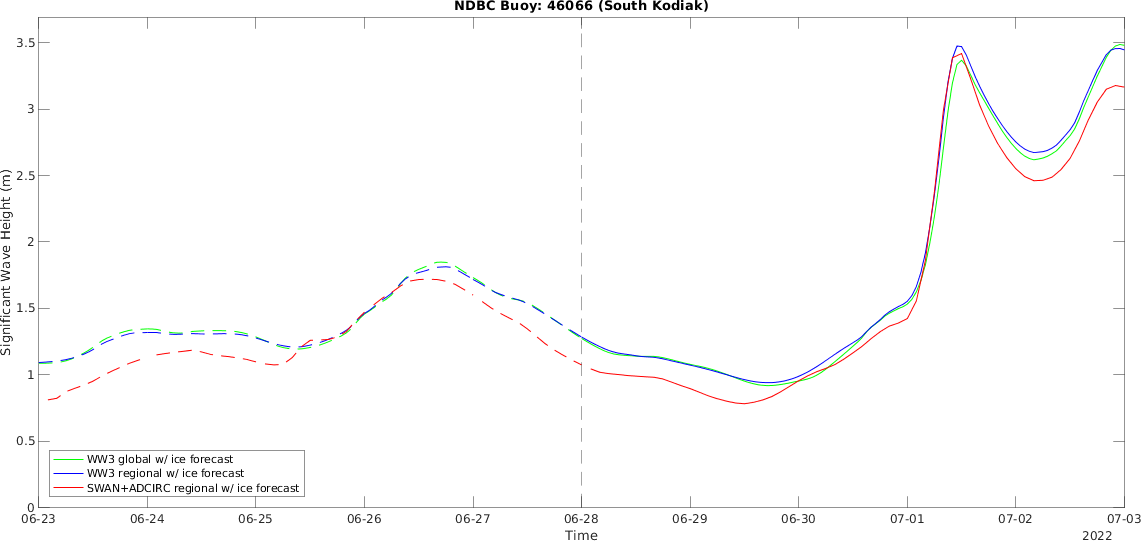 NDBC Buoy: 46066 (South Kodiak)
Significant Wave Height (m)
3.5
3
2.5
2
1.5
1
0.5
0
WW3 global w/ ice forecast
WW3 regional w/ ice forecast
SWAN+ADCIRC regional w/ ice forecast
06-23 06-24 06-25 06-26 06-27 06-28 06-29 06-30 07-01 07-02 07-03
Time
2022